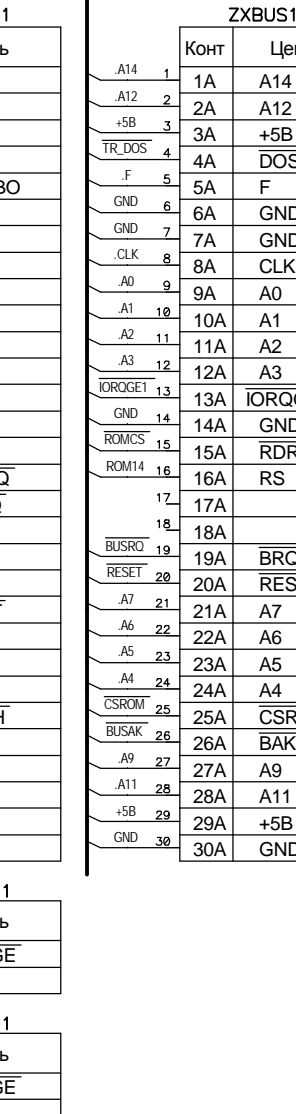 1
ZXBUS1
ь
Конт Це
.A14 1 1A A14
.A12 2 2A A12
+5В 3 3A +5В
TR_DOS 4 4A DOS
ВО .F 5 5A F
GND 6 6A GND
GND 7 7A GND
.CLK 8 8A CLK
.A0 9 9A A0
.A1 10 10A A1
.A2 11 11A A2
.A3 12 12A A3
IORQGE1 13 13A IORQ
GND 14 14A GND
ROMCS 15 15A RDR
ROM14 16 16A RS
17 17A
18 18A
BUSRQ 19 19A BRQ
RESET 20 20A RES
.A7 21 21A A7
.A6 22 22A A6
.A5 23 23A A5
.A4 24 24A A4
CSROM 25 25A CSR
BUSAK 26 26A BAK
.A9 27 27A A9
.A11 28 28A A11
+5В 29 29A +5В
GND 30 30A GND
1
ь
GE
1
ь
GE